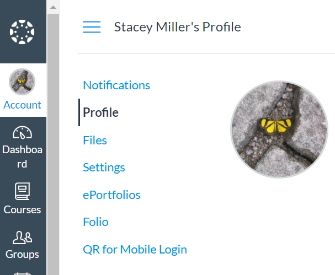 Stacey Miller's Profile
Account
Dashboa
rd
Courses
Groups
Notifications
Profile
Files
Settings
ePortfolios
Folio
QR for Mobile Login